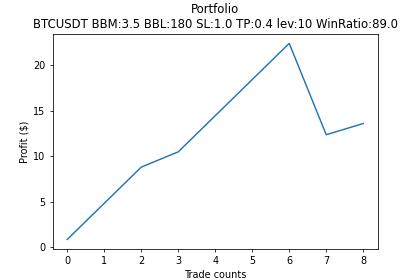 Portfolio
BTCUSDT BBM:3.5 BBL:180 SL:1.0 TP:0.4 lev:10 WinRatio:89.0
20
15
10
5
0
Profit ($)
0 1 2 3 4 5 6 7 8
Trade counts